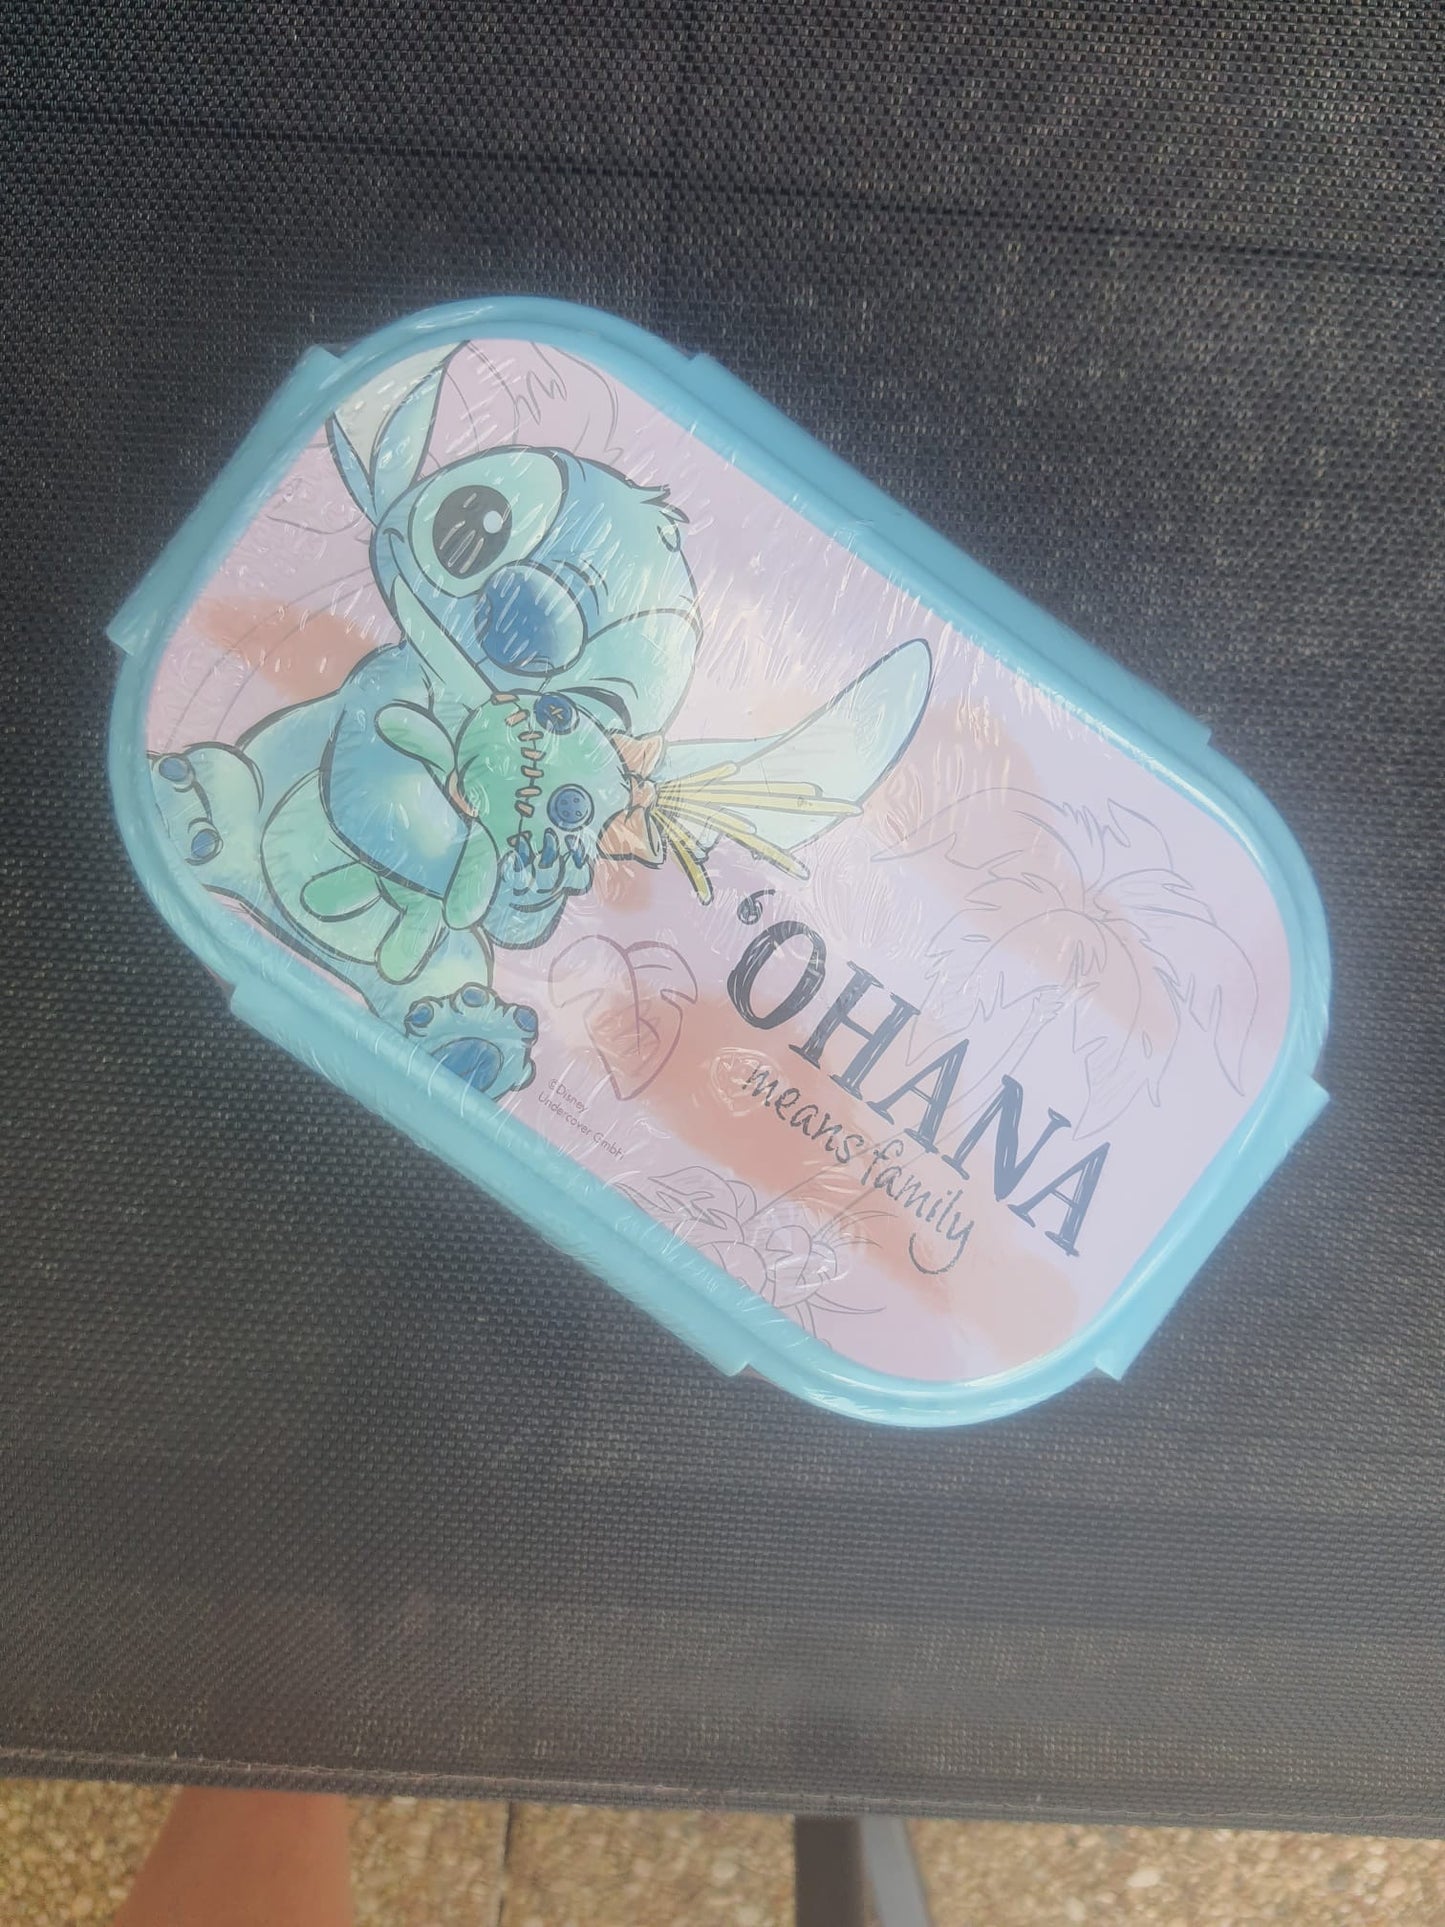 ‘OHANA
means family
© Disney
Undercover GmbH